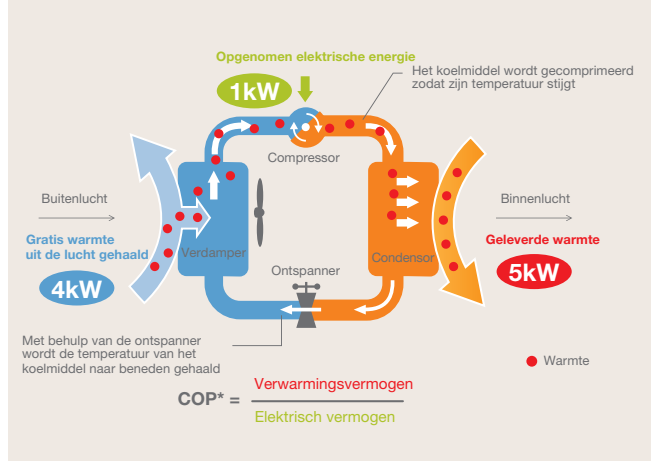 Opgenomen elektrische energie
1kW
Het koelmiddel wordt gecomprimeerd
zodat zijn temperatuur stijgt
Compressor
Buitenlucht
Gratis warmte
uit de lucht gehaald
4kW
Verdamper
Ontspanner
Condensor
Binnenlucht
Geleverde warmte
5kW
Met behulp van de ontspanner
wordt de temperatuur van het
koelmiddel naar beneden gehaald
Warmte
COP* =
Verwarmingsvermogen
Elektrisch vermogen